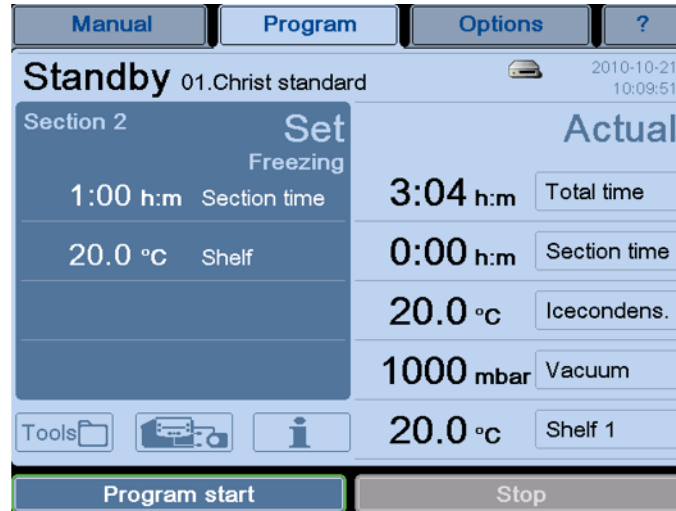 Manual Program Options ?
Standby 01.Christ standard 2010-10-21
10:09:51
Section 2 Set Actual
Freezing
1:00 h:m Section time 3:04 h:m Total time
20.0 °C Shelf 0:00 h:m Section time
20.0 °C Icecondens.
1000 mbar Vacuum
Tools i 20.0 °C Shelf 1
Program start Stop